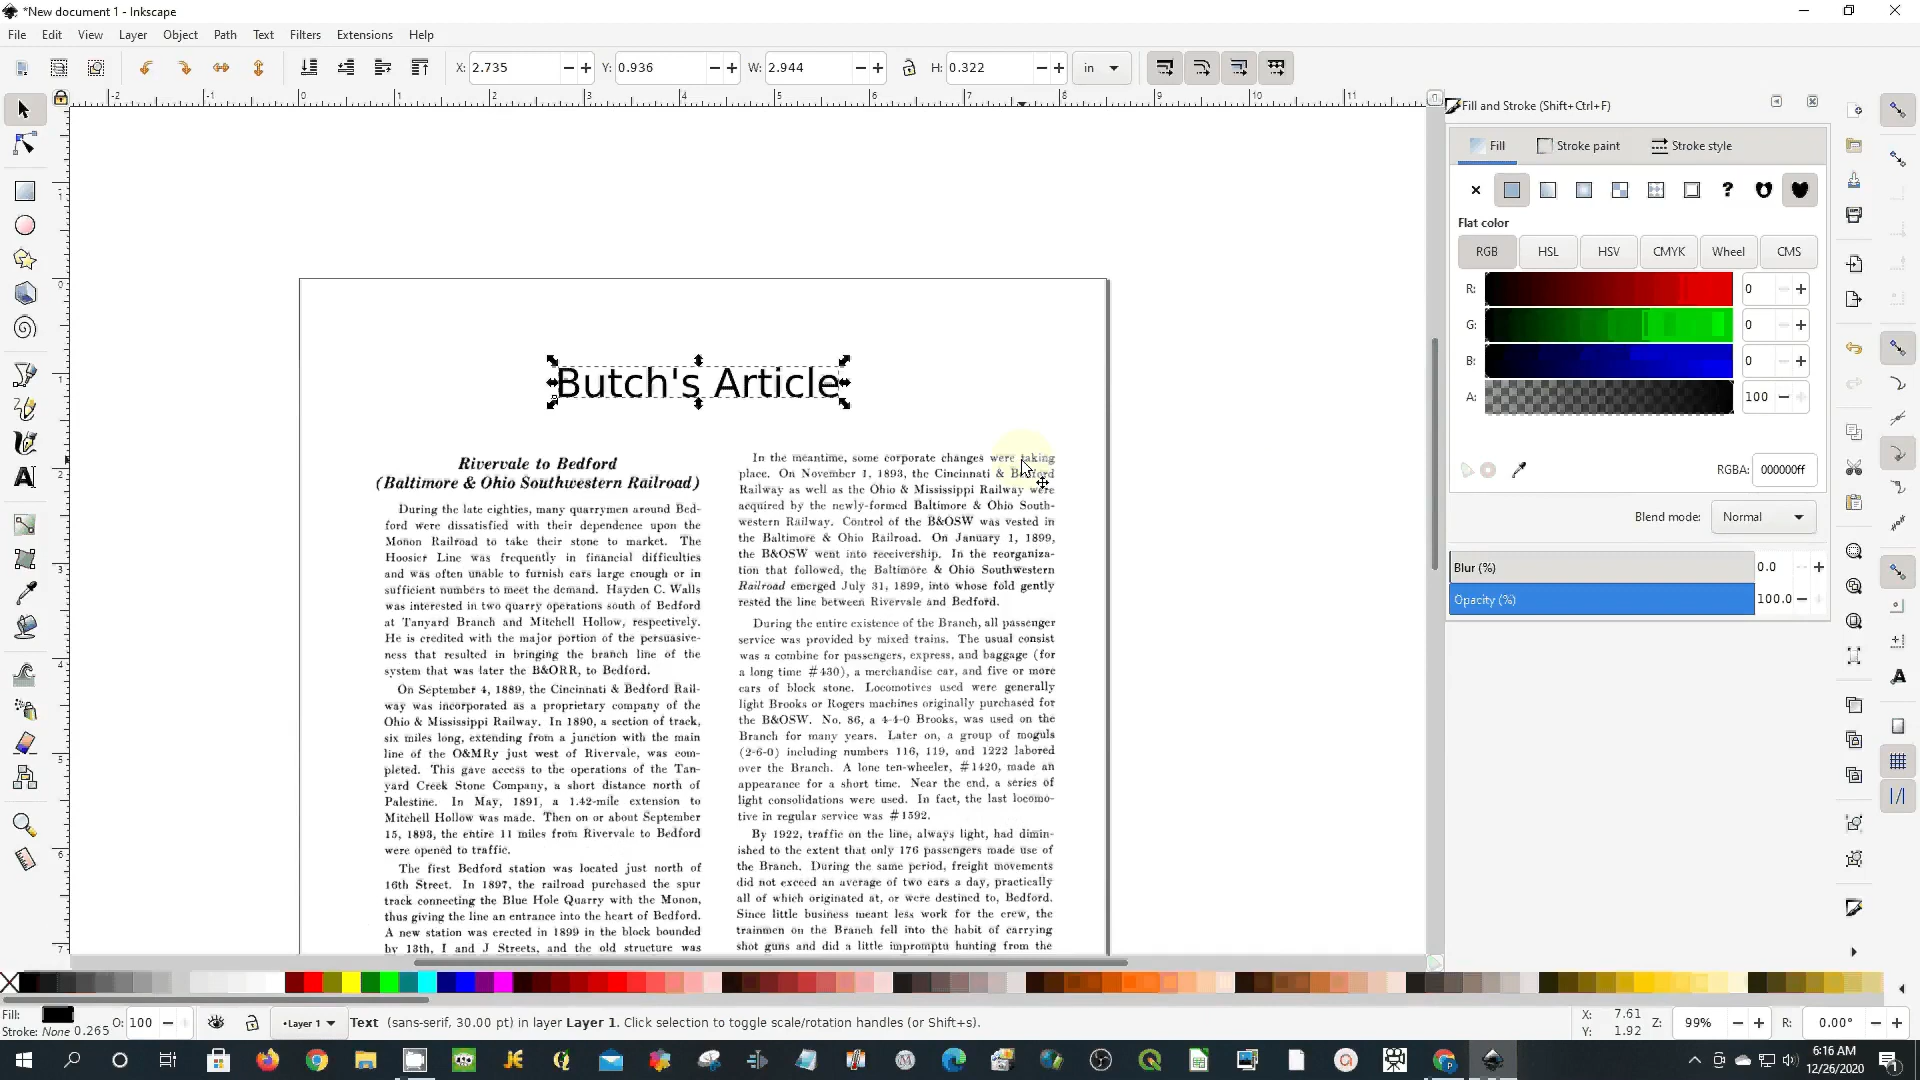 *New document 1 - Inkscape
File Edit View Layer Object Path Text Filters Extensions Help
X: 2.735 Y: 0.936 W: 2.944 H: 0.322 in
-2 -1 0 1 2 3 4 5 6 7 8 9 10 11
Fill and Stroke (Shift+Ctrl+F)
Fill Stroke paint Stroke style
?
Flat color
RGB HSL HSV CMYK Wheel CMS
R: 0
G: 0
B: 0
A: 100
RGBA: 000000ff
Blend mode: Normal
Blur (%) 0.0
Opacity (%) 100.0
0
1
2
3
4
5
6
7
Butch's Article
Rivervale to Bedford
(Baltimore & Ohio Southwestern Railroad)
During the late eighties, many quarrymen around Bed-
ford were dissatisfied with their dependence upon the
Monon Railroad to take their stone to market. The
Hoosier Line was frequently in financial difficulties
and was often unable to furnish cars large enough or in
sufficient numbers to meet the demand. Hayden C. Walls
was interested in two quarry operations south of Bedford
at Tanyard Branch and Mitchell Hollow, respectively.
He is credited with the major portion of the persuasive-
ness that resulted in bringing the branch line of the
system that was later the B&ORR, to Bedford.
On September 4, 1889, the Cincinnati & Bedford Rail-
way was incorporated as a proprietary company of the
Ohio & Mississippi Railway. In 1890, a section of track,
six miles long, extending from a junction with the main
line of the O&MRy just west of Rivervale, was com-
pleted. This gave access to the operations of the Tan-
yard Creek Stone Company, a short distance north of
Palestine. In May, 1891, a 1.42-mile extension to
Mitchell Hollow was made. Then on or about September
15, 1893, the entire 11 miles from Rivervale to Bedford
were opened to traffic.
The first Bedford station was located just north of
16th Street. In 1897, the railroad purchased the spur
track connecting the Blue Hole Quarry with the Monon,
thus giving the line an entrance into the heart of Bedford.
A new station was erected in 1899 in the block bounded
by 13th, I and J Streets, and the old structure was
In the meantime, some corporate changes were taking
place. On November 1, 1893, the Cincinnati & Bedford
Railway as well as the Ohio & Mississippi Railway were
acquired by the newly-formed Baltimore & Ohio South-
western Railway. Control of the B&OSW was vested in
the Baltimore & Ohio Railroad. On January 1, 1899,
the B&OSW went into receivership. In the reorganiza-
tion that followed, the Baltimore & Ohio Southwestern
Railroad emerged July 31, 1899, into whose fold gently
rested the line between Rivervale and Bedford.
During the entire existence of the Branch, all passenger
service was provided by mixed trains. The usual consist
was a combine for passengers, express, and baggage (for
a long time #430), a merchandise car, and five or more
cars of block stone. Locomotives used were generally
light Brooks or Rogers machines originally purchased for
the B&OSW. No. 86, a 4-4-0 Brooks, was used on the
Branch for many years. Later on, a group of moguls
(2-6-0) including numbers 116, 119, and 1222 labored
over the Branch. A lone ten-wheeler, #1420, made an
appearance for a short time. Near the end, a series of
light consolidations were used. In fact, the last locomo-
tive in regular service was #1592.
By 1922, traffic on the line, always light, had dimin-
ished to the extent that only 176 passengers made use of
the Branch. During the same period, freight movements
did not exceed an average of two cars a day, practically
all of which originated at, or were destined to, Bedford.
Since little business meant less work for the crew, the
trainmen on the Branch fell into the habit of carrying
shot guns and did a little impromptu hunting from the
Fill:
Stroke: None 0.265 O: 100 •Layer 1 Text (sans-serif, 30.00 pt) in layer Layer 1. Click selection to toggle scale/rotation handles (or Shift+s).
X: 7.61
Y: 1.92
Z: 99% R: 0.00°
6:16 AM
12/26/2020
1